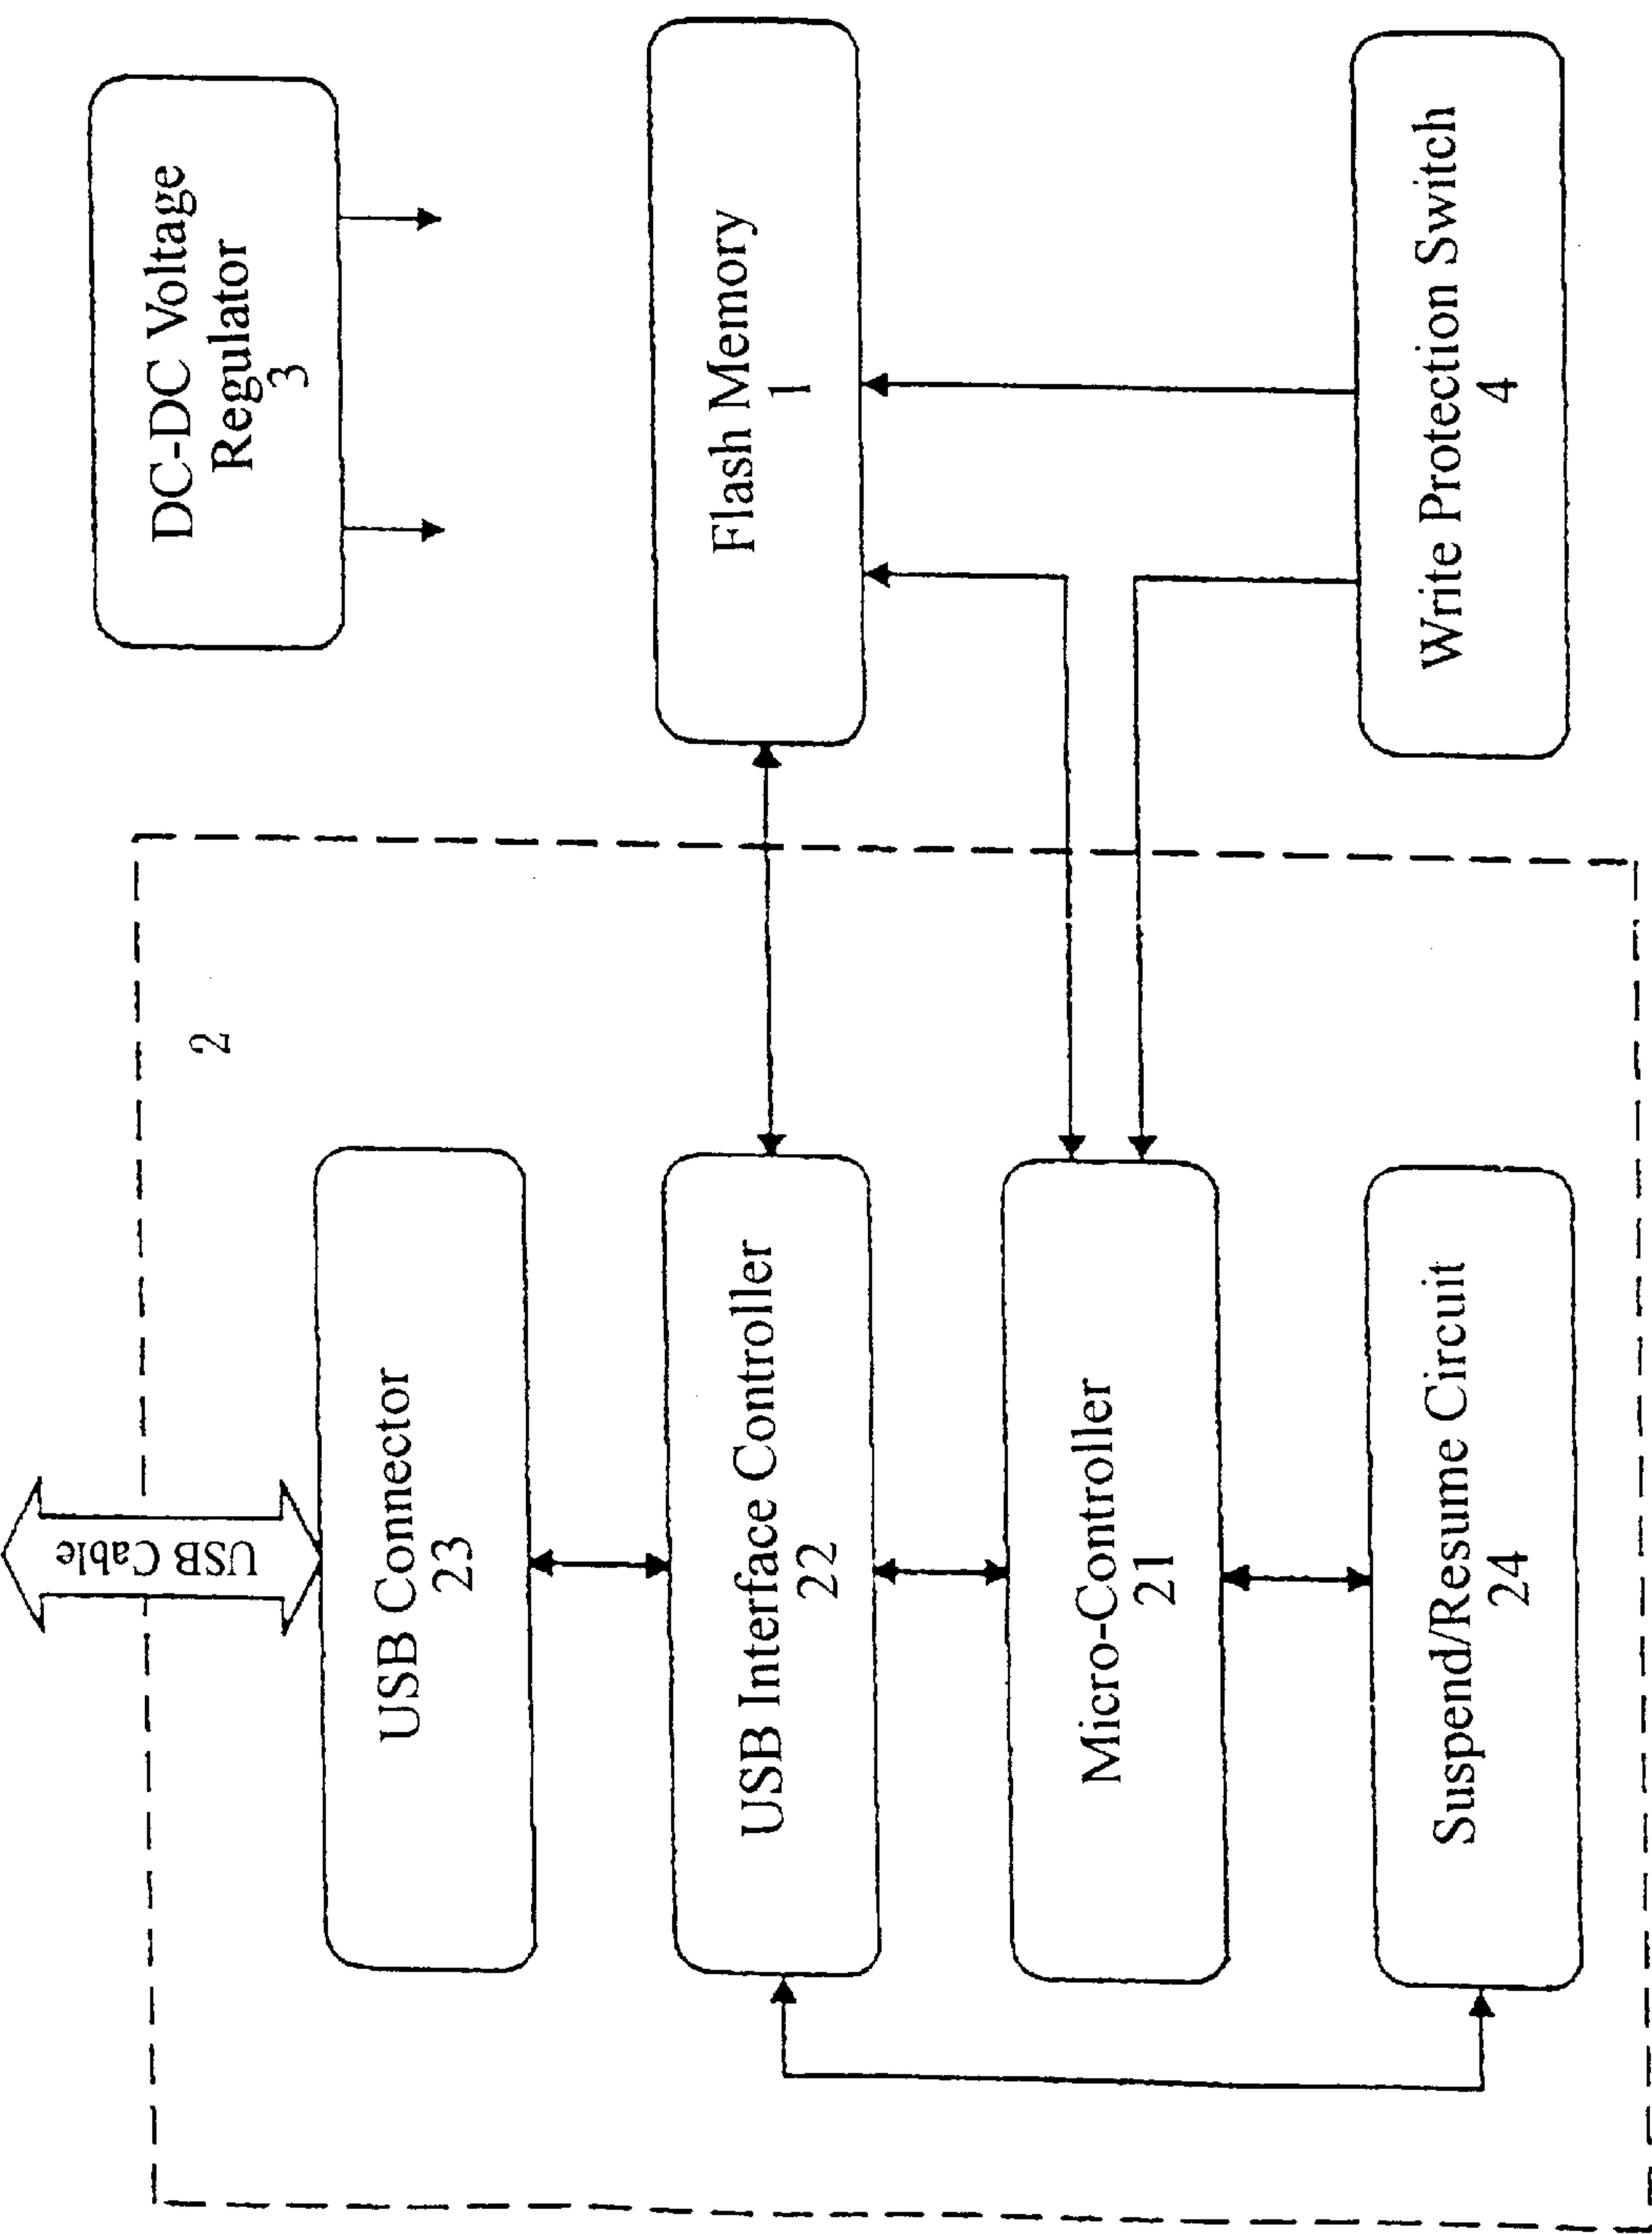 USB Cable
2
USB Connector
23
USB Interface Controller
22
Micro-Controller
21
Suspend/Resume Circuit
24
DC-DC Voltage
Regulator
3
Flash Memory
1
Write Protection Switch
4